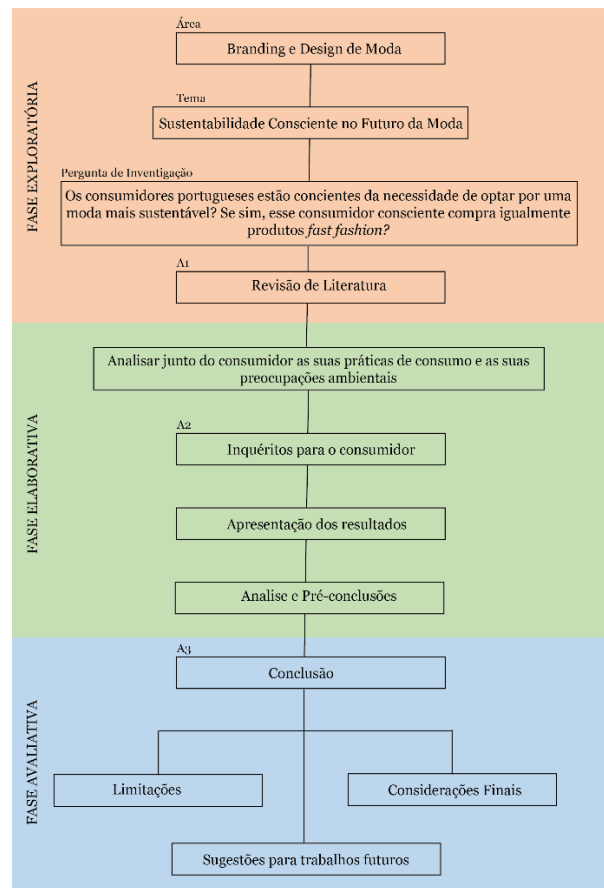 FASE EXPLORATÓRIA
Área
Branding e Design de Moda
Tema
Sustentabilidade Consciente no Futuro da Moda
Pergunta de Investigação
Os consumidores portugueses estão concientes da necessidade de optar por uma
moda mais sustentável? Se sim, esse consumidor consciente compra igualmente
produtos fast fashion?
A1
Revisão de Literatura
FASE ELABORATIVA
Analisar junto do consumidor as suas práticas de consumo e as suas
preocupações ambientais
A2
Inquéritos para o consumidor
Apresentação dos resultados
Analise e Pré-conclusões
FASE AVALIATIVA
A3
Conclusão
Limitações
Considerações Finais
Sugestões para trabalhos futuros